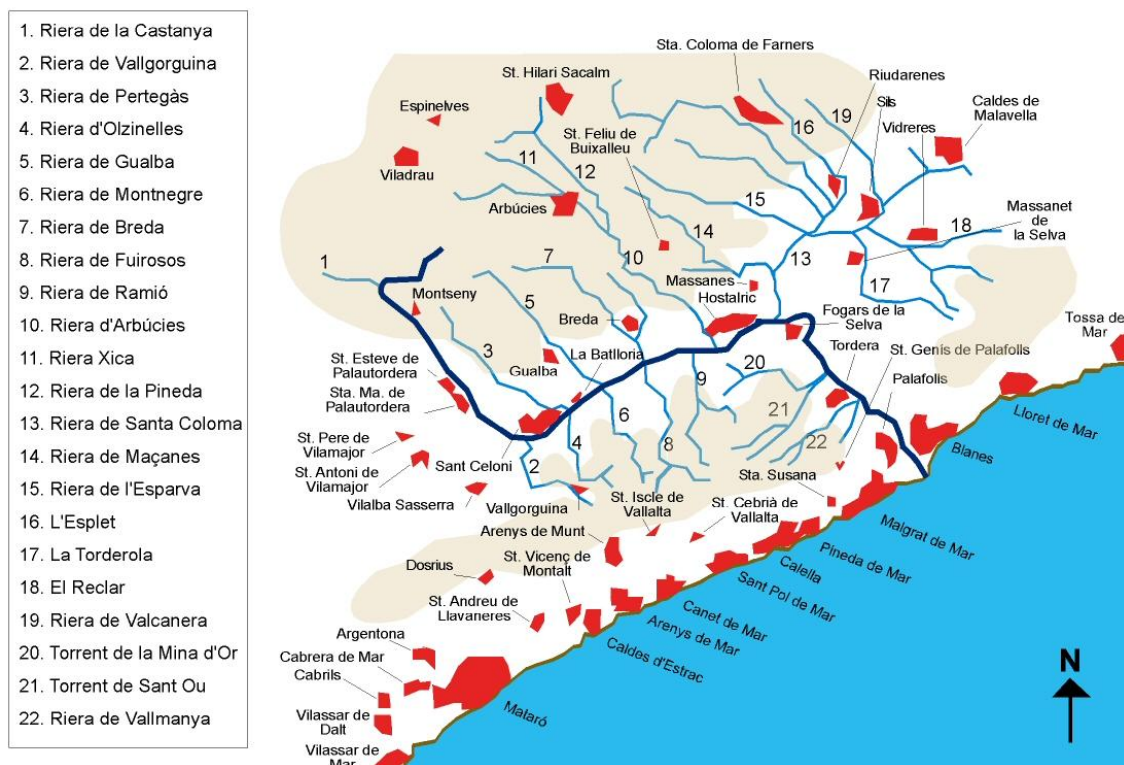 1. Riera de la Castanya
2. Riera de Vallgorguina
3. Riera de Pertegàs
4. Riera d'Olzinelles
5. Riera de Gualba
6. Riera de Montnegre
7. Riera de Breda
8. Riera de Fuirosos
9. Riera de Ramió
10. Riera d'Arbúcies
11. Riera Xica
12. Riera de la Pineda
13. Riera de Santa Coloma
14. Riera de Maçanes
15. Riera de l'Esparva
16. L'Esplet
17. La Torderola
18. El Reclar
19. Riera de Valcanera
20. Torrent de la Mina d'Or
21. Torrent de Sant Ou
22. Riera de Vallmanya
Sta. Coloma de Farners
St. Hilari Sacalm
Riudarenes
Sils
Caldes de
Malavella
Espinelves
19
Vidreres
16
St. Feliu de
Buixalleu
11
12
Viladrau
15
Massanet
de
la Selva
Arbúcies
18
14
1
7
10
13
17
Massanes
Hostalric
Montseny
5
Breda
Fogars de
la Selva
Tossa de
Mar
Tordera
3
La Batlloria
St. Genis de Palafolls
St. Esteve de
Palautordera
Gualba
20
Palafolls
Sta. Ma. de
Palautordera
9
21
Lloret de Mar
6
St. Pere de
Vilamajor
4
8
22
Blanes
St. Antoni de
Vilamajor
Sant Celoni
2
Sta. Susana
Vilalba Sasserra
Vallgorguina
St. Iscle de
Vallalta
St. Cebrià de
Vallalta
Malgrat de Mar
Arenys de Munt
Pineda de Mar
Calella
Dosrius
St. Vicenç de
Montalt
Sant Pol de Mar
St. Andreu de
Llavaneres
Canet de Mar
Arenys de Mar
Caldes d'Estrac
Argentona
Cabrera de Mar
Cabrils
Mataró
N
Vilassar de
Dalt
Vilassar de
Mar